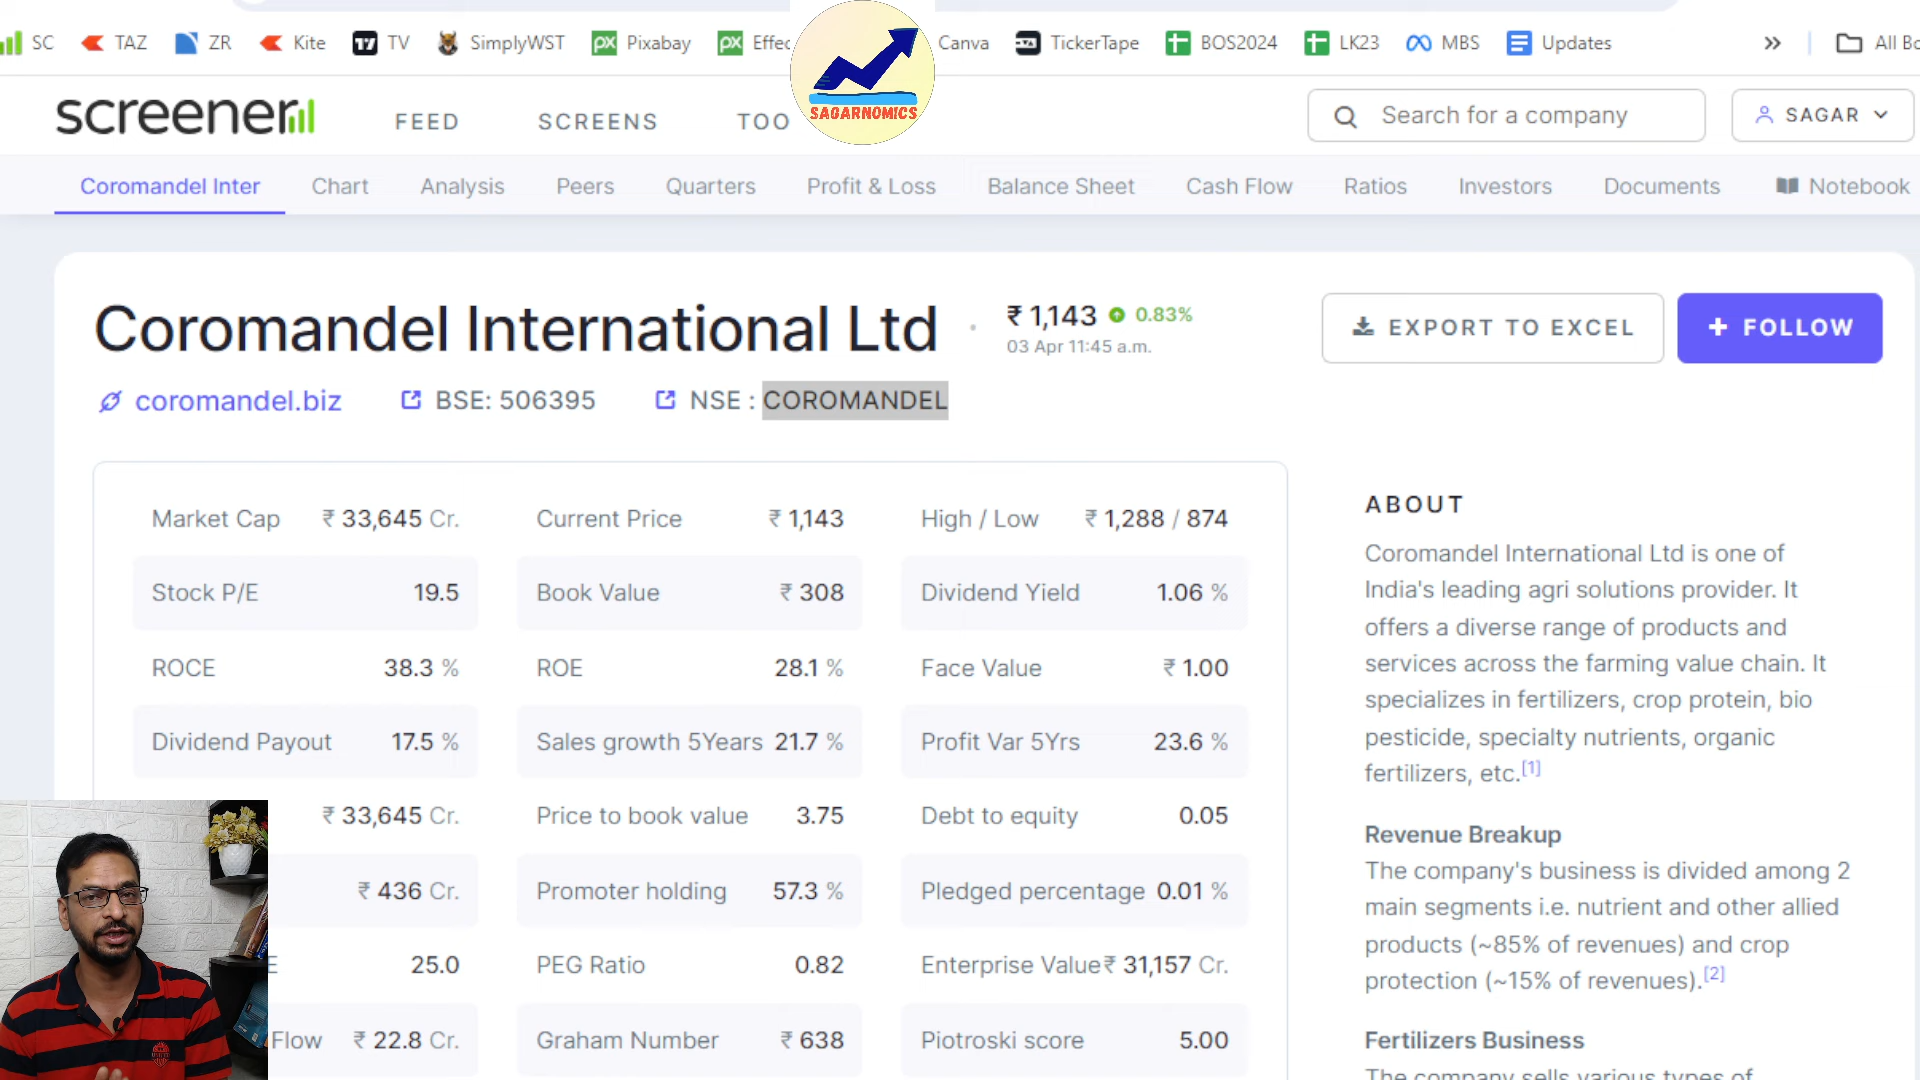 SC TAZ ZR Kite TV SimplyWST Pixabay Effec Canva TickerTape BOS2024 LK23 MBS Updates All Bo
SAGARNOMICS
screener FEED SCREENS TOO Search for a company SAGAR
Coromandel Inter Chart Analysis Peers Quarters Profit & Loss Balance Sheet Cash Flow Ratios Investors Documents Notebook
Coromandel International Ltd ₹ 1,143 0.83%
03 Apr 11:45 a.m.
EXPORT TO EXCEL + FOLLOW
coromandel.biz BSE: 506395 NSE : COROMANDEL
Market Cap ₹ 33,645 Cr. Current Price ₹ 1,143 High / Low ₹ 1,288 / 874
Stock P/E 19.5 Book Value ₹ 308 Dividend Yield 1.06 %
ROCE 38.3 % ROE 28.1 % Face Value ₹ 1.00
Dividend Payout 17.5 % Sales growth 5Years 21.7 % Profit Var 5Yrs 23.6 %
₹ 33,645 Cr. Price to book value 3.75 Debt to equity 0.05
₹ 436 Cr. Promoter holding 57.3 % Pledged percentage 0.01 %
E 25.0 PEG Ratio 0.82 Enterprise Value ₹ 31,157 Cr.
Flow ₹ 22.8 Cr. Graham Number ₹ 638 Piotroski score 5.00
ABOUT
Coromandel International Ltd is one of
India's leading agri solutions provider. It
offers a diverse range of products and
services across the farming value chain. It
specializes in fertilizers, crop protein, bio
pesticide, specialty nutrients, organic
fertilizers, etc.[1]
Revenue Breakup
The company's business is divided among 2
main segments i.e. nutrient and other allied
products (~85% of revenues) and crop
protection (~15% of revenues).[2]
Fertilizers Business
The company sells various types of